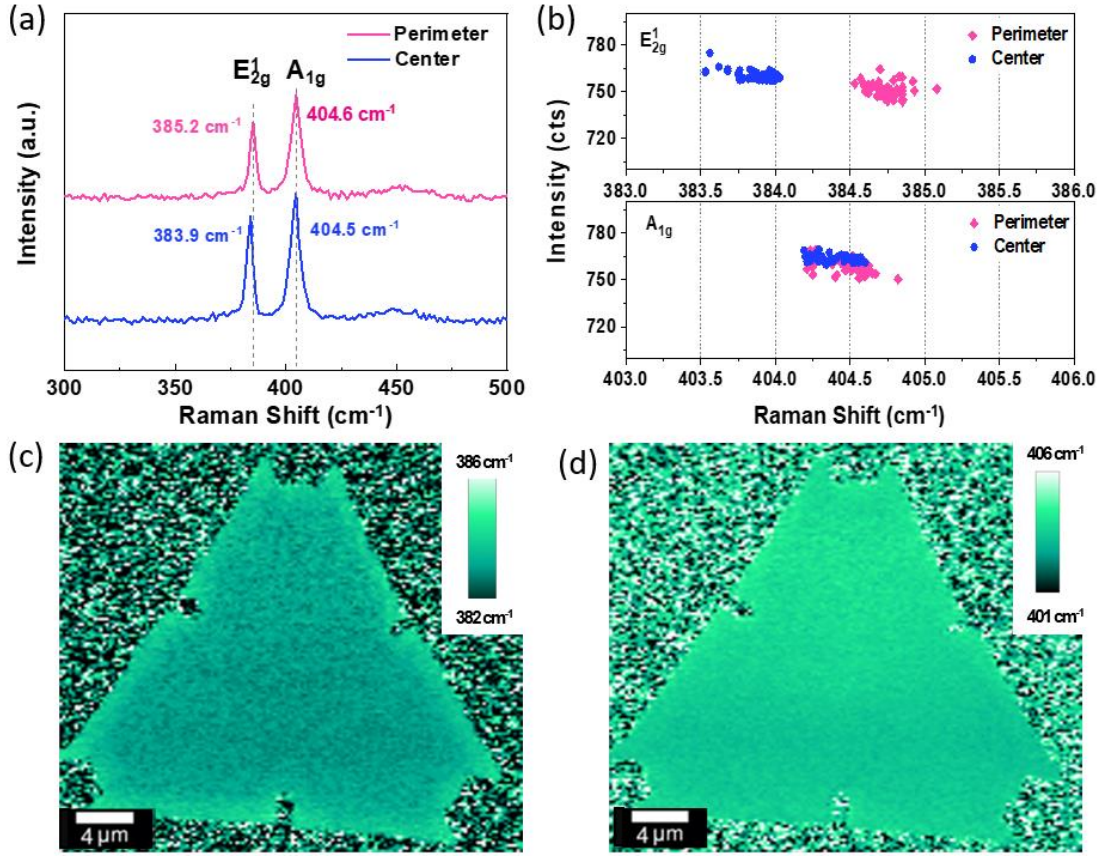 (a)
Perimeter
Center
E¹₂g A₁g
385.2 cm⁻¹
404.6 cm⁻¹
383.9 cm⁻¹
404.5 cm⁻¹
Intensity (a.u.)
300 350 400 450 500
Raman Shift (cm⁻¹)
(b)
E¹₂g
Perimeter
Center
780
750
720
383.0 383.5 384.0 384.5 385.0 385.5 386.0
A₁g
Perimeter
Center
780
750
720
Intensity (cts)
403.0 403.5 404.0 404.5 405.0 405.5 406.0
Raman Shift (cm⁻¹)
(c)
386 cm⁻¹
382 cm⁻¹
4 µm
(d)
406 cm⁻¹
401 cm⁻¹
4 µm